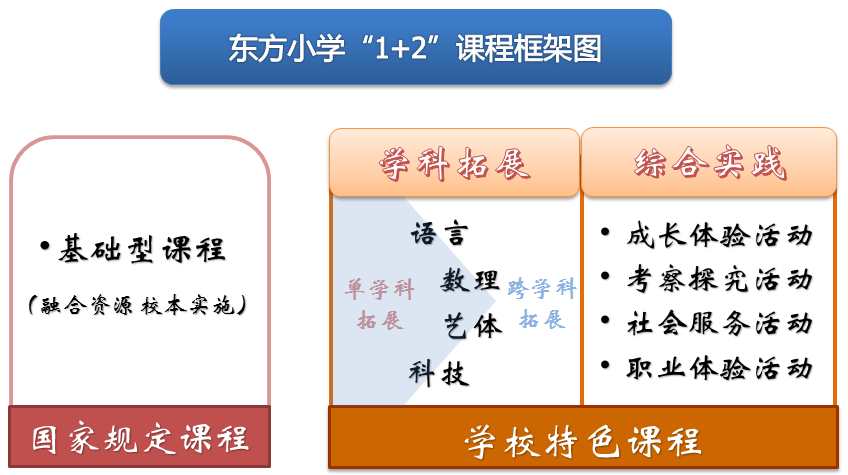 东方小学“1+2”课程框架图
•基础型课程
（融合资源 校本实施）
国家规定课程
学科拓展
语言
数理
艺体
科技
单学科
拓展
跨学科
拓展
综合实践
• 成长体验活动
• 考察探究活动
• 社会服务活动
• 职业体验活动
学校特色课程